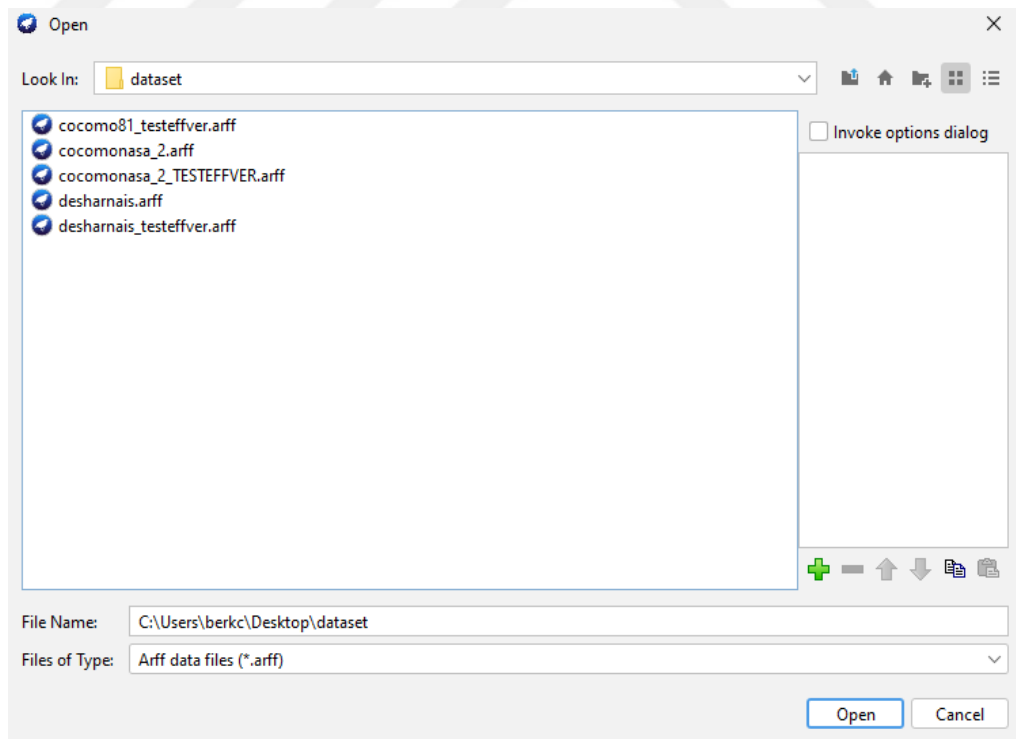 Open
Look In: dataset
cocomo81_testeffver.arff
cocomonasa_2.arff
cocomonasa_2_TESTEFFVER.arff
desharnais.arff
desharnais_testeffver.arff
Invoke options dialog
File Name: C:\Users\berkc\Desktop\dataset
Files of Type: Arff data files (*.arff)
Open Cancel